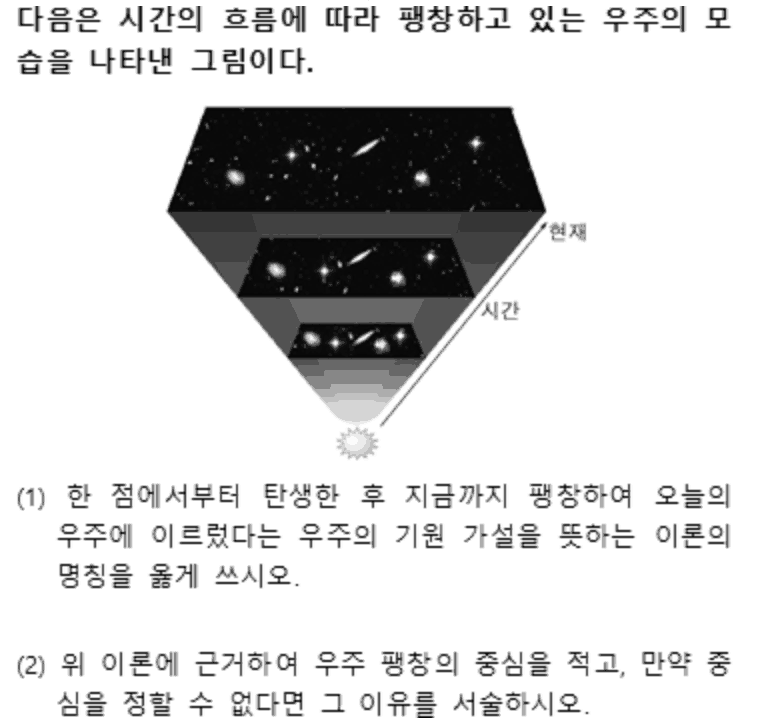 다음은 시간의 흐름에 따라 팽창하고 있는 우주의 모
습을 나타낸 그림이다.
현재
시간
(1) 한 점에서부터 탄생한 후 지금까지 팽창하여 오늘의
우주에 이르렀다는 우주의 기원 가설을 뜻하는 이론의
명칭을 옳게 쓰시오.
(2) 위 이론에 근거하여 우주 팽창의 중심을 적고, 만약 중
심을 정할 수 없다면 그 이유를 서술하시오.